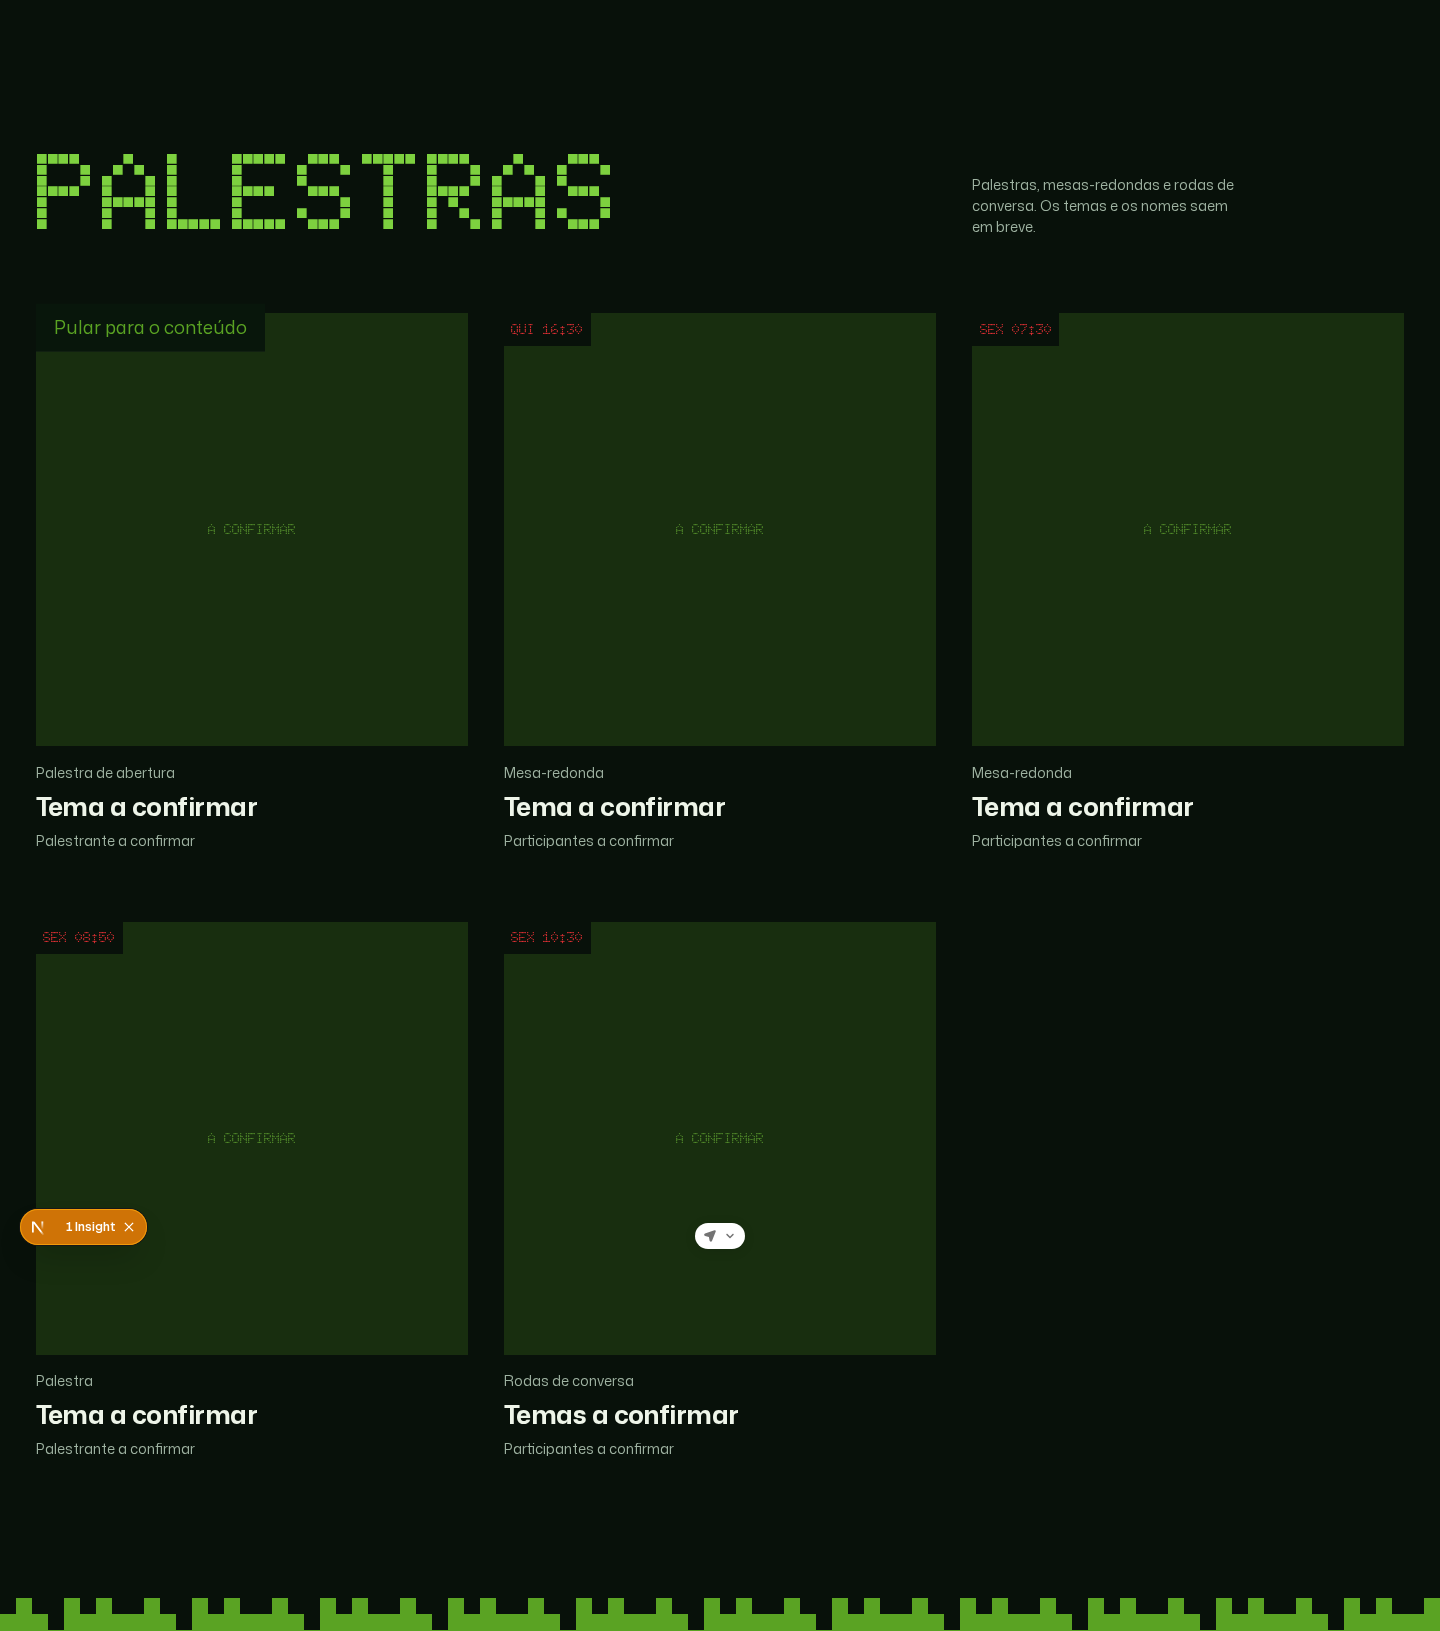 PALESTRAS
Palestras, mesas-redondas e rodas de
conversa. Os temas e os nomes saem
em breve.
Pular para o conteúdo
QUI 16:30
SEX 07:30
A CONFIRMAR
A CONFIRMAR
A CONFIRMAR
Palestra de abertura
Mesa-redonda
Mesa-redonda
Tema a confirmar
Tema a confirmar
Tema a confirmar
Palestrante a confirmar
Participantes a confirmar
Participantes a confirmar
SEX 08:50
SEX 10:30
A CONFIRMAR
A CONFIRMAR
1 Insight
Palestra
Rodas de conversa
Tema a confirmar
Temas a confirmar
Palestrante a confirmar
Participantes a confirmar